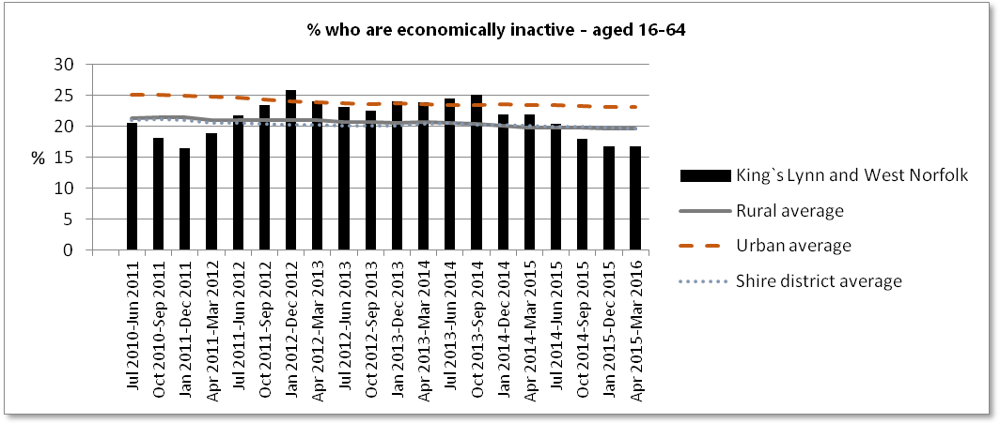 % who are economically inactive - aged 16-64
30
25
20
15
10
5
0
%
Jul 2010-Jun 2011
Oct 2010-Sep 2011
Jan 2011-Dec 2011
Apr 2011-Mar 2012
Jul 2011-Jun 2012
Oct 2011-Sep 2012
Jan 2012-Dec 2012
Apr 2012-Mar 2013
Jul 2012-Jun 2013
Oct 2012-Sep 2013
Jan 2013-Dec 2013
Apr 2013-Mar 2014
Jul 2013-Jun 2014
Oct 2013-Sep 2014
Jan 2014-Dec 2014
Apr 2014-Mar 2015
Jul 2014-Jun 2015
Oct 2014-Sep 2015
Jan 2015-Dec 2015
Apr 2015-Mar 2016
King`s Lynn and West Norfolk
Rural average
Urban average
Shire district average